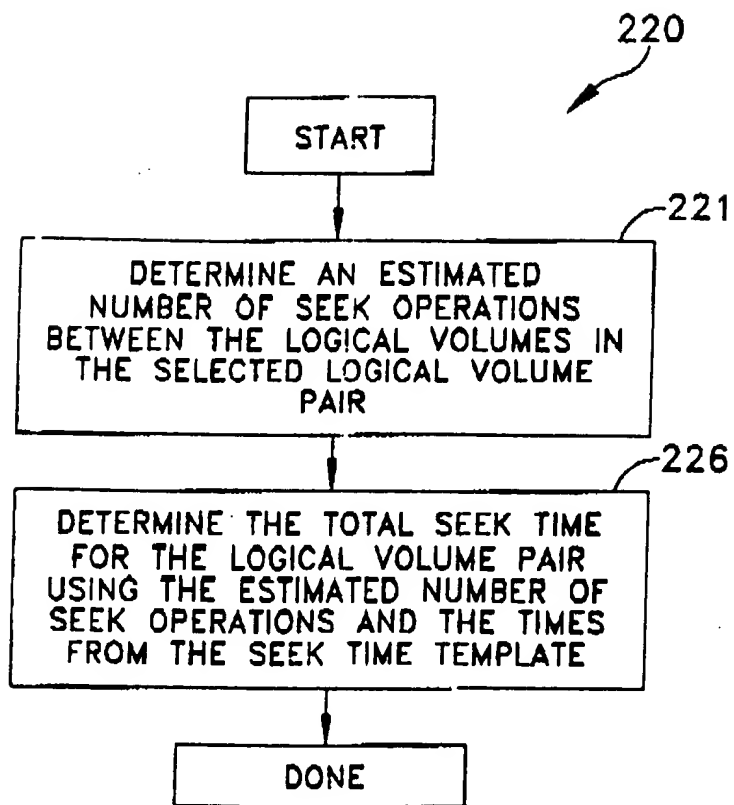 220
START
221
DETERMINE AN ESTIMATED
NUMBER OF SEEK OPERATIONS
BETWEEN THE LOGICAL VOLUMES IN
THE SELECTED LOGICAL VOLUME
PAIR
226
DETERMINE THE TOTAL SEEK TIME
FOR THE LOGICAL VOLUME PAIR
USING THE ESTIMATED NUMBER OF
SEEK OPERATIONS AND THE TIMES
FROM THE SEEK TIME TEMPLATE
DONE